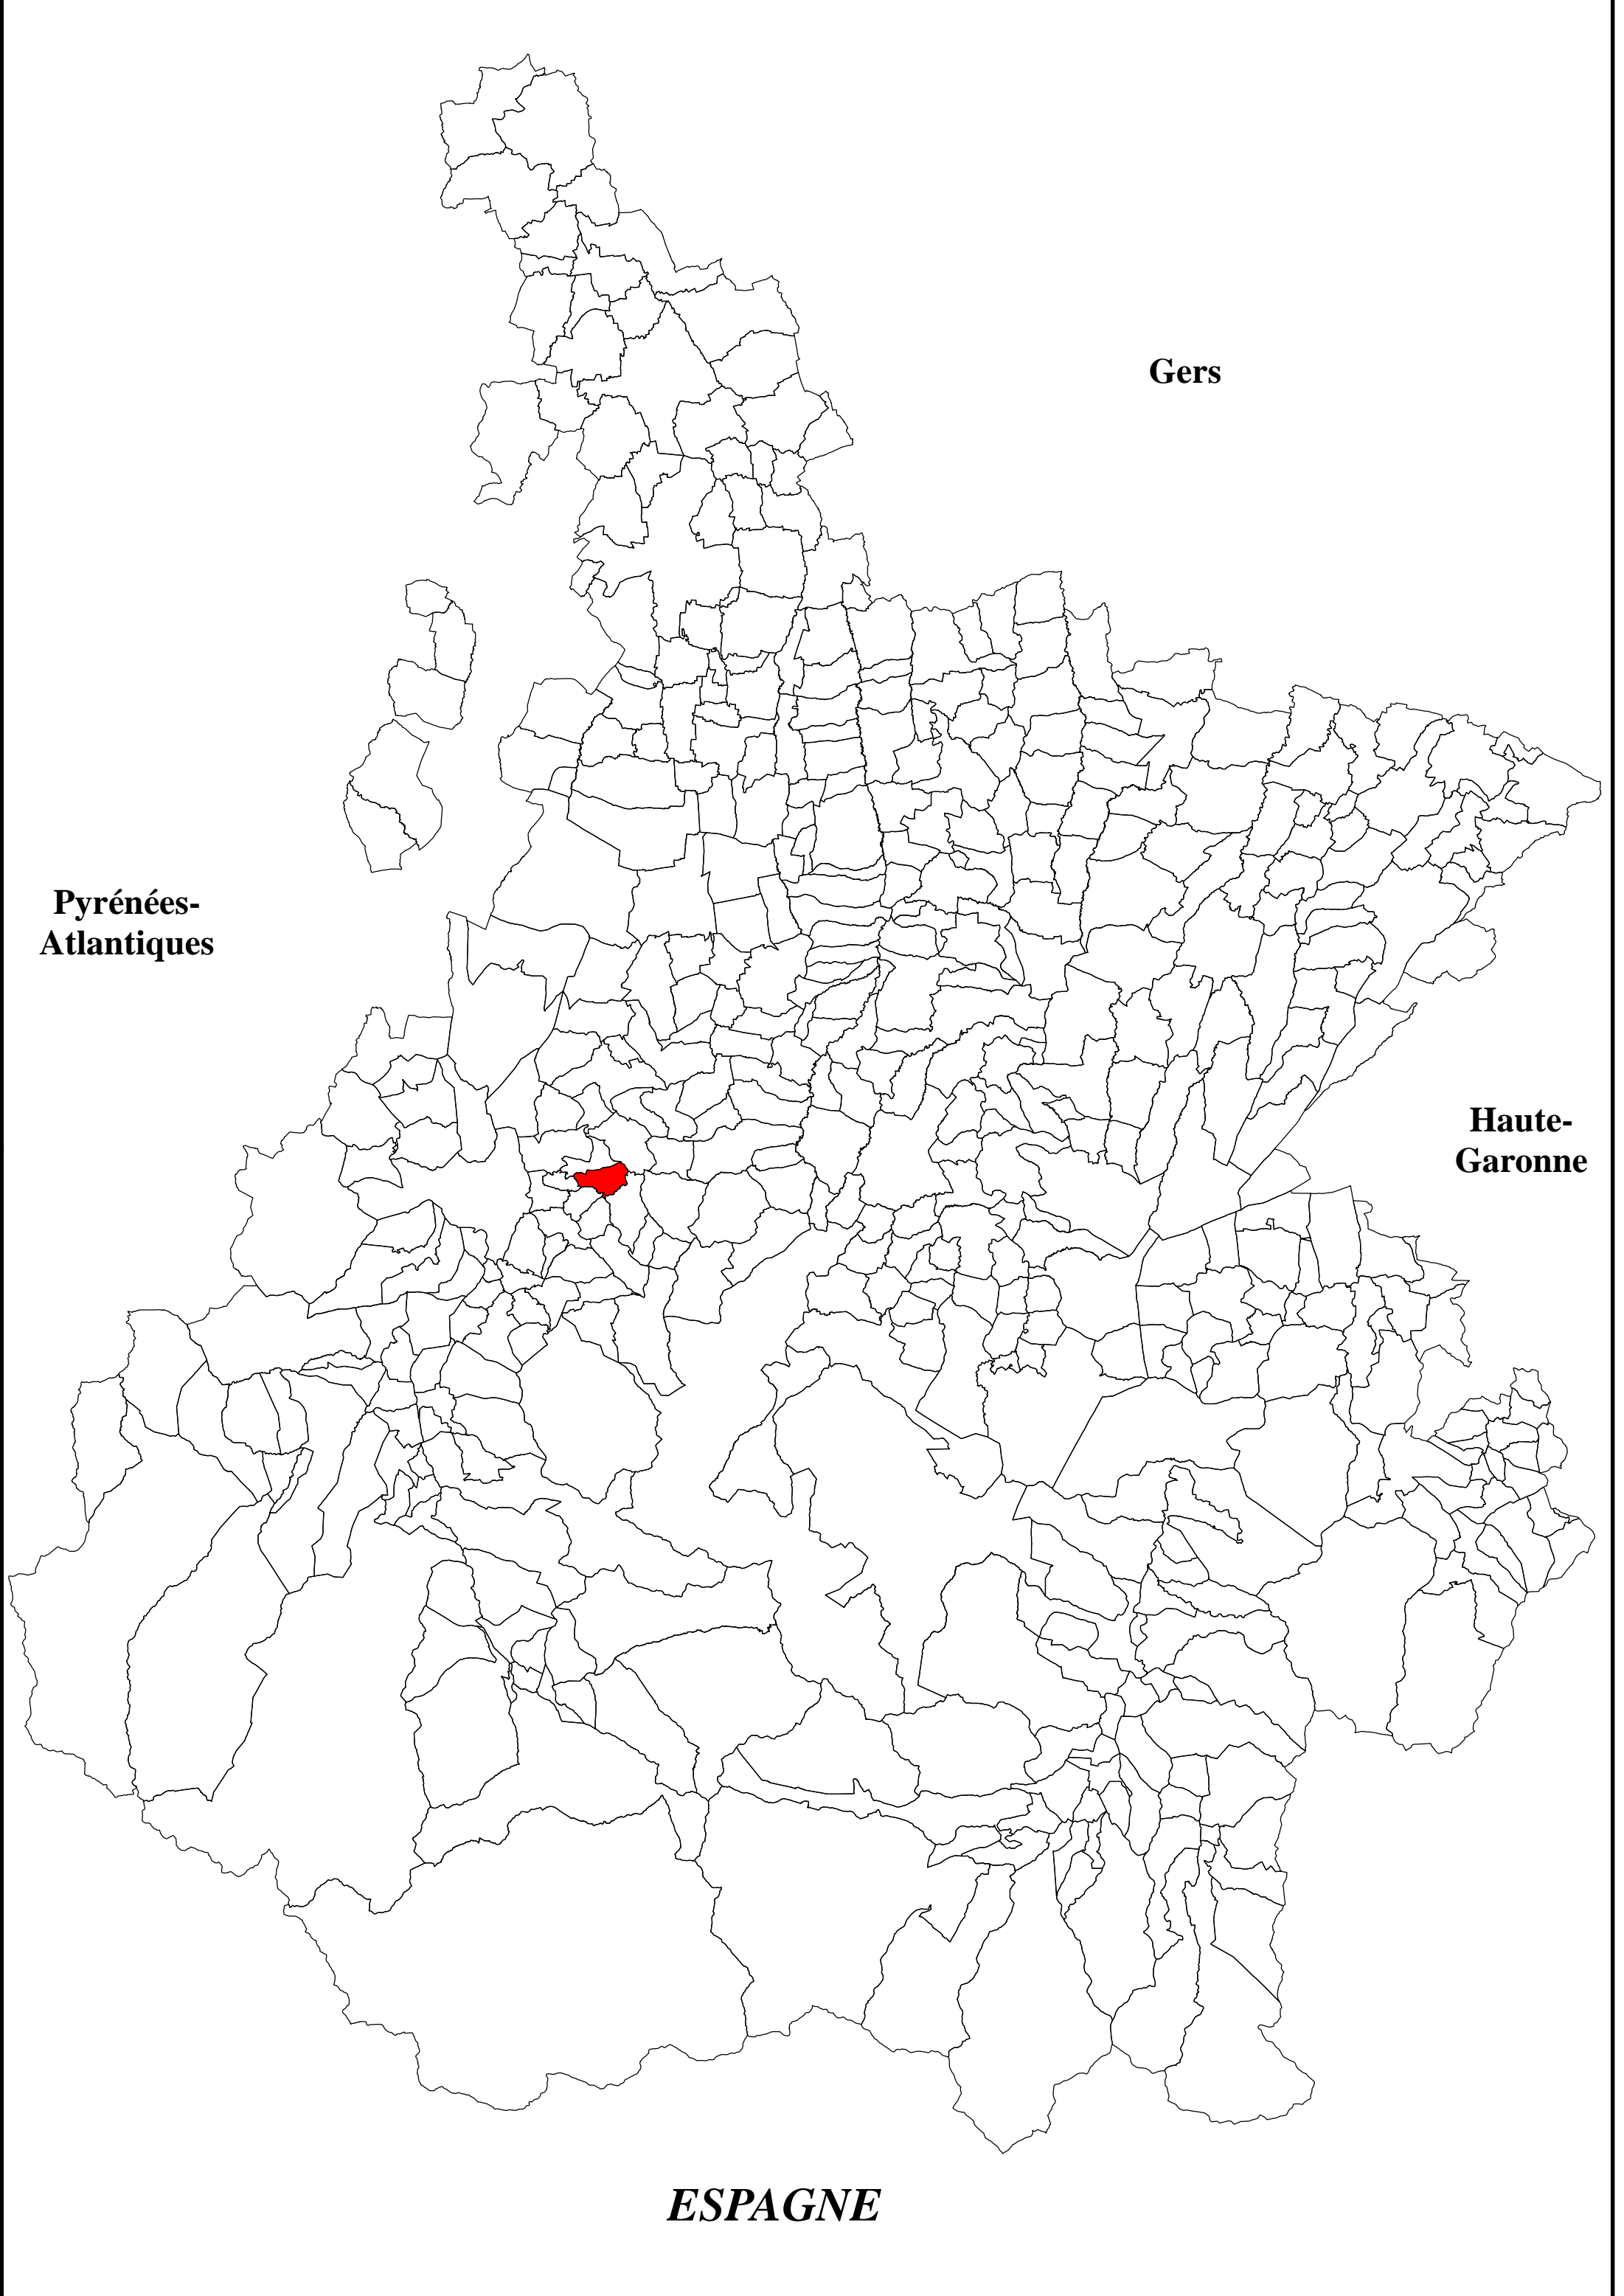 Gers
Pyrénées-
Atlantiques
Haute-
Garonne
ESPAGNE